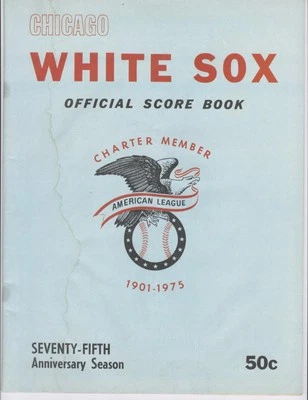 CHICAGO
WHITE SOX
OFFICIAL SCORE BOOK
CHARTER MEMBER
AMERICAN LEAGUE
1901-1975
SEVENTY-FIFTH
Anniversary Season
50c